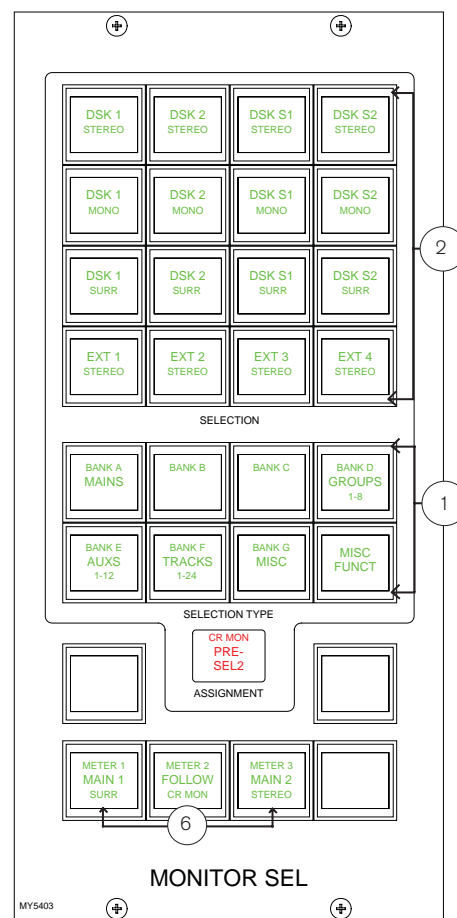 DSK 1 DSK 2 DSK S1 DSK S2
STEREO STEREO STEREO STEREO
DSK 1 DSK 2 DSK S1 DSK S2
MONO MONO MONO MONO
2
DSK 1 DSK 2 DSK S1 DSK S2
SURR SURR SURR SURR
EXT 1 EXT 2 EXT 3 EXT 4
STEREO STEREO STEREO STEREO
SELECTION
BANK A BANK B BANK C BANK D
MAINS GROUPS
1-8
1
BANK E BANK F BANK G MISC
AUXS TRACKS MISC FUNCT
1-12 1-24
SELECTION TYPE
CR MON
PRE-
SEL2
ASSIGNMENT
METER 1 METER 2 METER 3
MAIN 1 FOLLOW MAIN 2
SURR CR MON STEREO
6
MONITOR SEL
MY5403